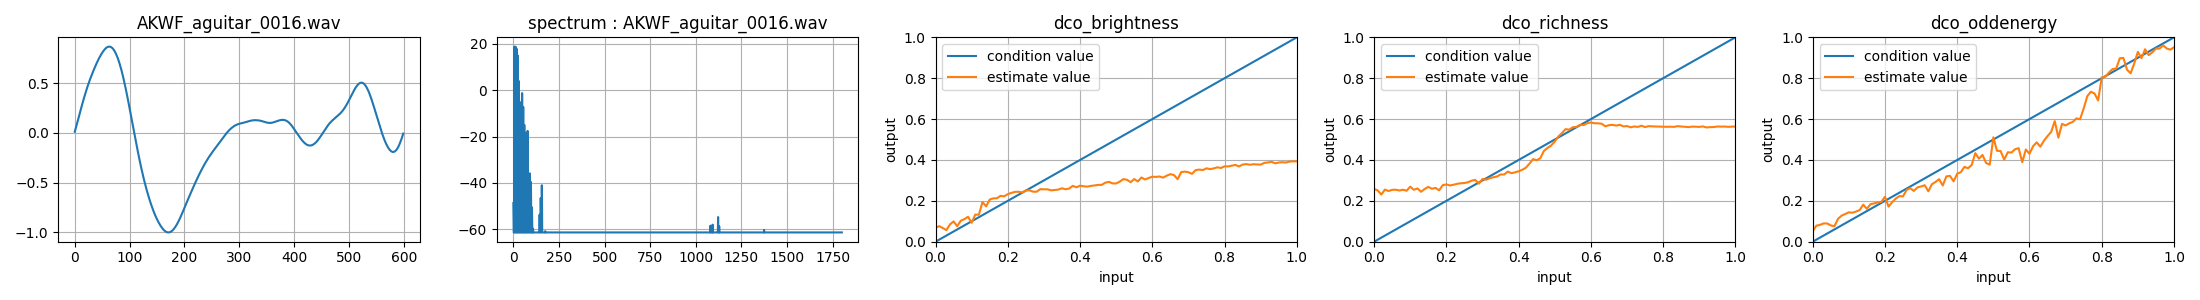 AKWF_aguitar_0016.wav
0.5
0.0
−0.5
−1.0
0 100 200 300 400 500 600
spectrum : AKWF_aguitar_0016.wav
20
0
−20
−40
−60
0 250 500 750 1000 1250 1500 1750
dco_brightness
condition value
estimate value
output
1.0
0.8
0.6
0.4
0.2
0.0
0.0 0.2 0.4 0.6 0.8 1.0
input
dco_richness
condition value
estimate value
output
1.0
0.8
0.6
0.4
0.2
0.0
0.0 0.2 0.4 0.6 0.8 1.0
input
dco_oddenergy
condition value
estimate value
output
1.0
0.8
0.6
0.4
0.2
0.0
0.0 0.2 0.4 0.6 0.8 1.0
input